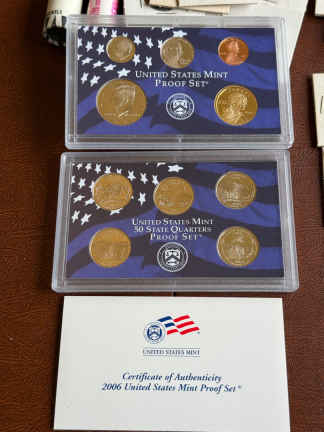 UNITED STATES MINT
PROOF SET®
UNITED STATES MINT
50 STATE QUARTERS
PROOF SET™
UNITED STATES MINT
Certificate of Authenticity
2006 United States Mint Proof Set®